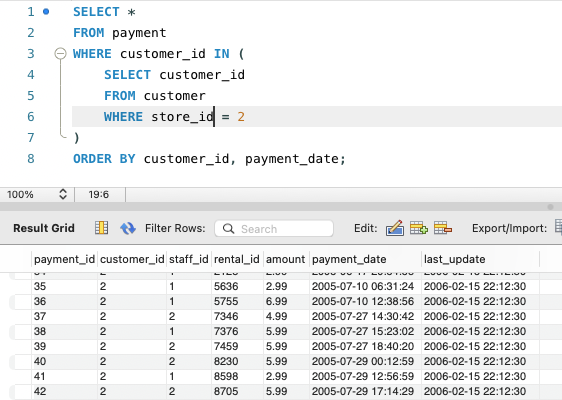 1 SELECT *
2 FROM payment
3 WHERE customer_id IN (
4 SELECT customer_id
5 FROM customer
6 WHERE store_id = 2
7 )
8 ORDER BY customer_id, payment_date;
100% 19:6
Result Grid Filter Rows: Search Edit: Export/Import:
payment_id customer_id staff_id rental_id amount payment_date last_update
35 2 1 5636 2.99 2005-07-10 06:31:24 2006-02-15 22:12:30
36 2 1 5755 6.99 2005-07-10 12:38:56 2006-02-15 22:12:30
37 2 2 7346 4.99 2005-07-27 14:30:42 2006-02-15 22:12:30
38 2 1 7376 5.99 2005-07-27 15:23:02 2006-02-15 22:12:30
39 2 2 7459 5.99 2005-07-27 18:40:20 2006-02-15 22:12:30
40 2 2 8230 5.99 2005-07-29 00:12:59 2006-02-15 22:12:30
41 2 1 8598 2.99 2005-07-29 12:56:59 2006-02-15 22:12:30
42 2 2 8705 5.99 2005-07-29 17:14:29 2006-02-15 22:12:30